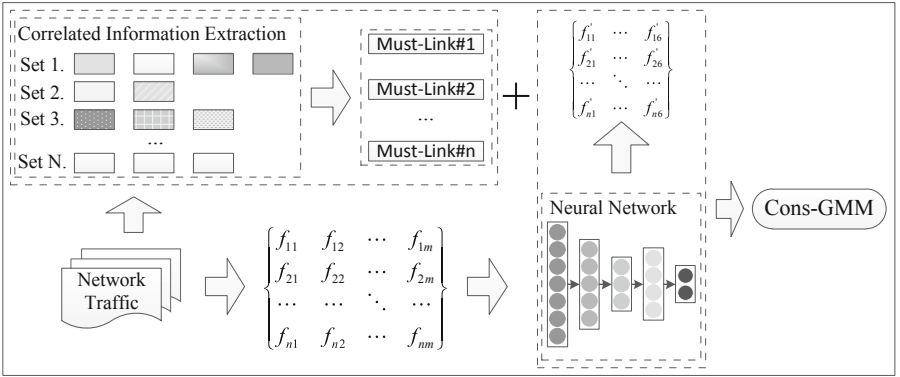 Correlated Information Extraction
Set 1.
Set 2.
Set 3.
...
Set N.
Must-Link#1
Must-Link#2
...
Must-Link#n
+
f'11 ⋯ f'16
f'21 ⋯ f'26
⋯ ⋱ ⋯
f'n1 ⋯ f'n6
Network
Traffic
f11 f12 ⋯ f1m
f21 f22 ⋯ f2m
⋯ ⋯ ⋱ ⋯
fn1 fn2 ⋯ fnm
Neural Network
Cons-GMM